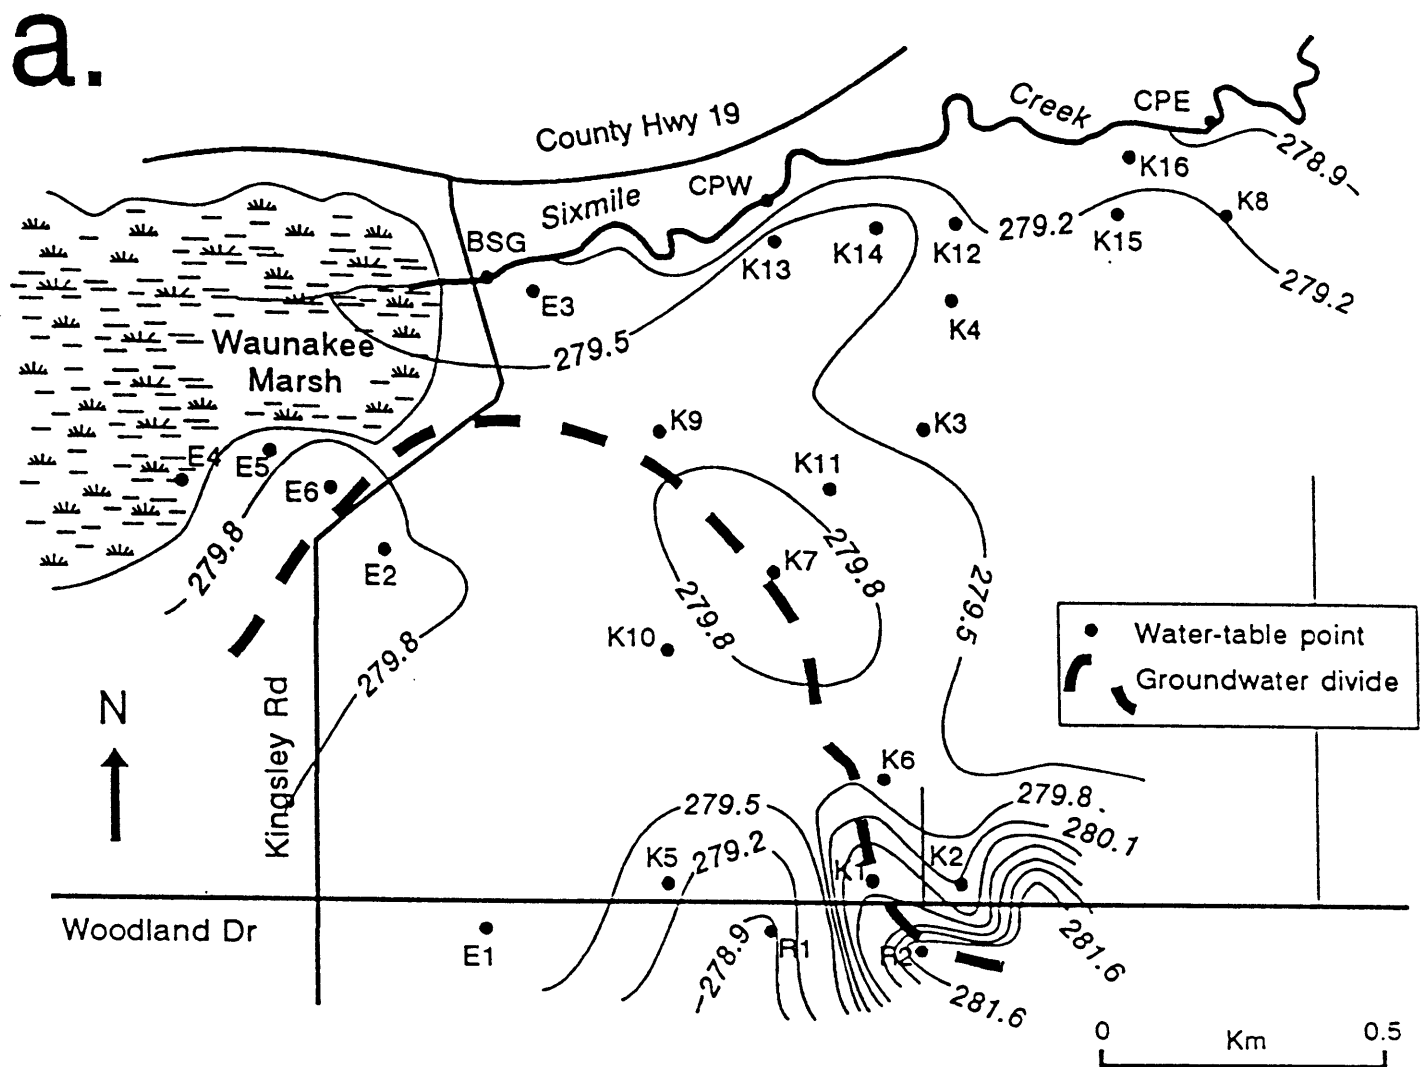 a.
County Hwy 19
Creek
CPE
278.9
K16
CPW
Sixmile
K8
BSG
279.2
K15
K12
K14
K13
279.2
E3
K4
Waunakee
Marsh
279.5
K9
K3
E4
E5
K11
E6
279.8
K7
279.8
E2
279.8
279.5
K10
Water-table point
279.8
Groundwater divide
N
Kingsley Rd
K6
279.5
279.8
280.1
K5
279.2
K1
K2
Woodland Dr
E1
278.9
R1
R2
281.6
281.6
0
Km
0.5